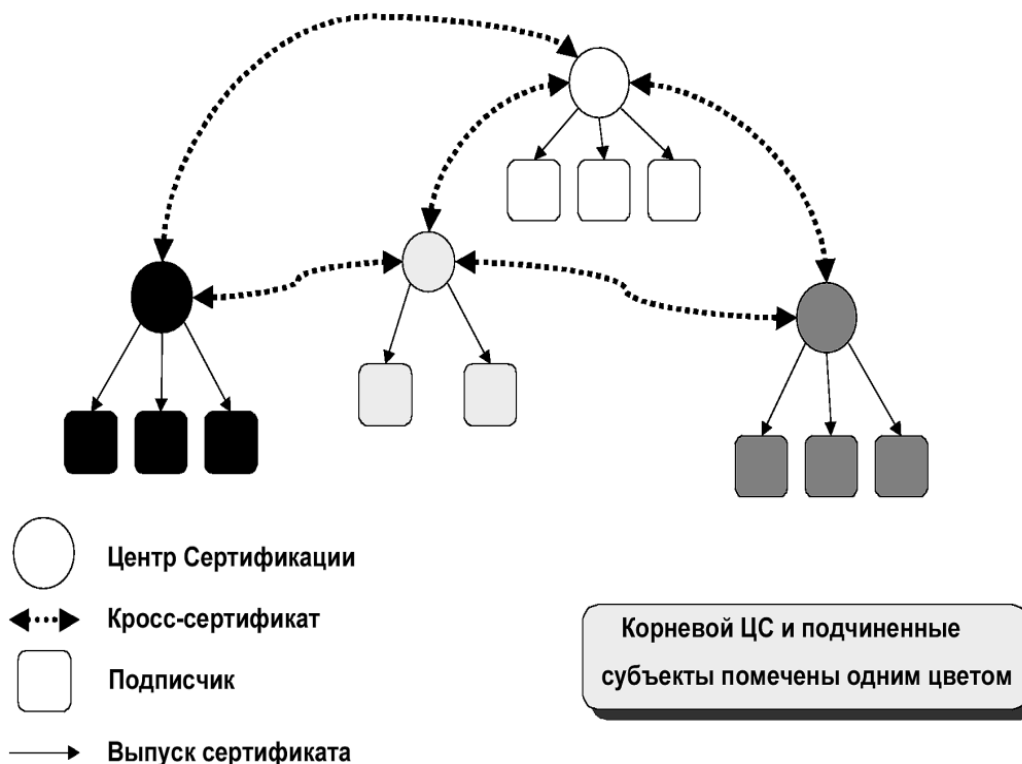 Центр Сертификации
Кросс-сертификат
Подписчик
Выпуск сертификата
Корневой ЦС и подчиненные
субъекты помечены одним цветом